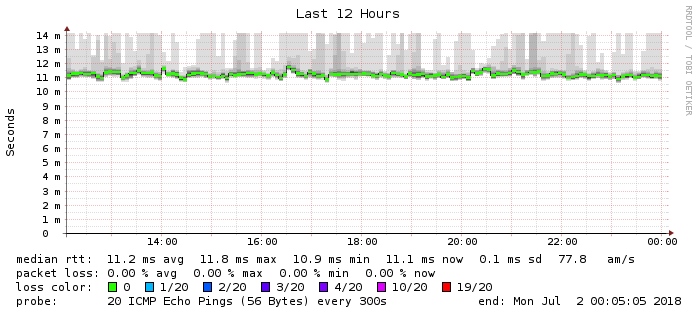 Last 12 Hours
RRDTOOL / TOBI OETIKER
Seconds
14 m
13 m
12 m
11 m
10 m
9 m
8 m
7 m
6 m
5 m
4 m
3 m
2 m
1 m
0
14:00 16:00 18:00 20:00 22:00 00:00
median rtt: 11.2 ms avg 11.8 ms max 10.9 ms min 11.1 ms now 0.1 ms sd 77.8 am/s
packet loss: 0.00 % avg 0.00 % max 0.00 % min 0.00 % now
loss color: 0 1/20 2/20 3/20 4/20 10/20 19/20
probe: 20 ICMP Echo Pings (56 Bytes) every 300s end: Mon Jul 2 00:05:05 2018